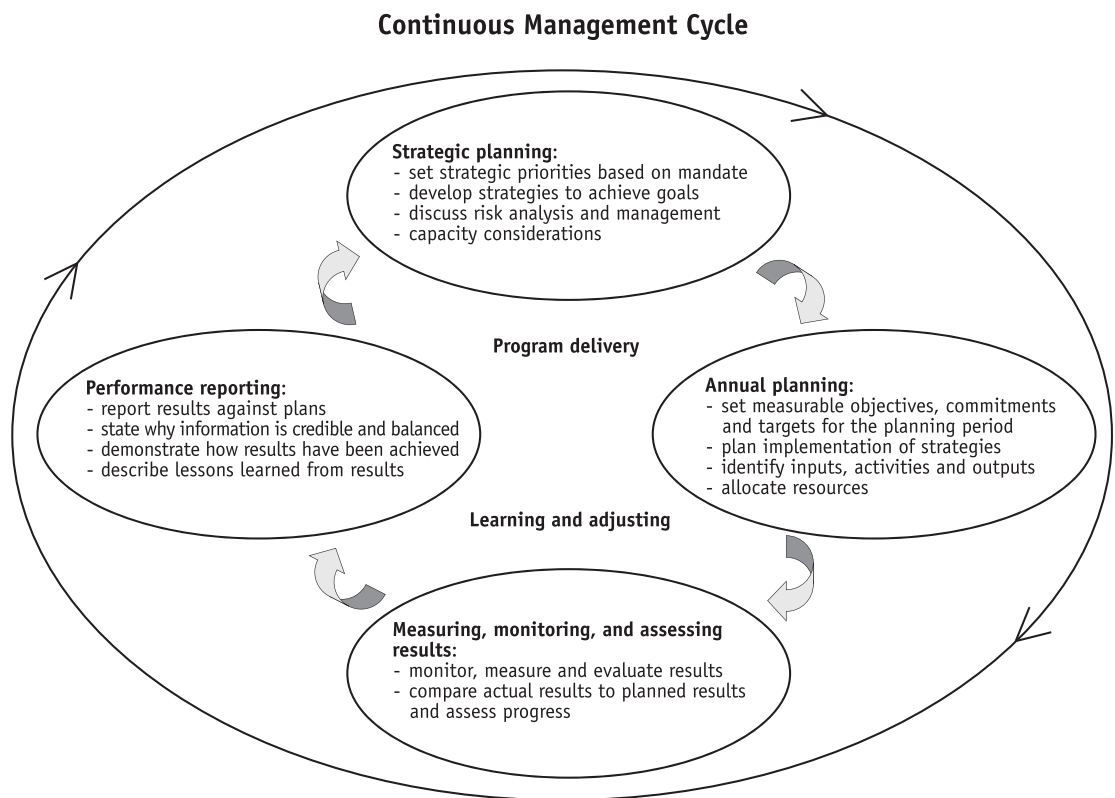 Continuous Management Cycle
Strategic planning:
- set strategic priorities based on mandate
- develop strategies to achieve goals
- discuss risk analysis and management
- capacity considerations
Program delivery
Performance reporting:
- report results against plans
- state why information is credible and balanced
- demonstrate how results have been achieved
- describe lessons learned from results
Annual planning:
- set measurable objectives, commitments
and targets for the planning period
- plan implementation of strategies
- identify inputs, activities and outputs
- allocate resources
Learning and adjusting
Measuring, monitoring, and assessing
results:
- monitor, measure and evaluate results
- compare actual results to planned results
and assess progress